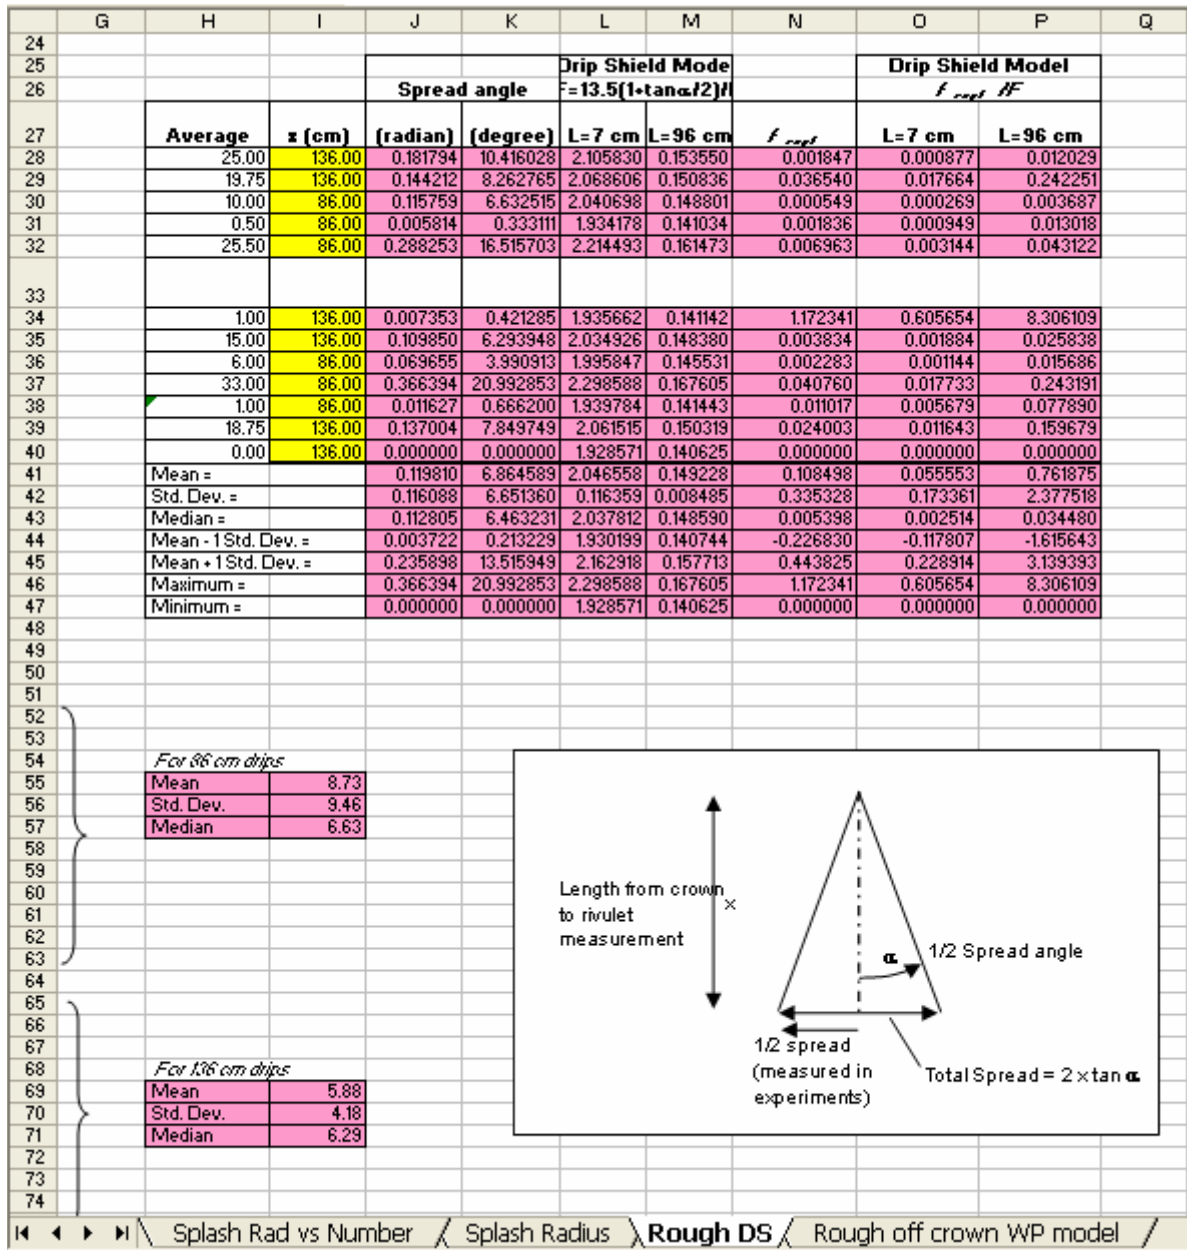 G H I J K L M N O P Q
24
25 Drip Shield Mode Drip Shield Model
26 Spread angle F=13.5(1+tanα/2)/l f expt /F
27 Average x (cm) (radian) (degree) L=7 cm L=96 cm f expt L=7 cm L=96 cm
28 25.00 136.00 0.181794 10.416028 2.105830 0.153550 0.001847 0.000877 0.012029
29 19.75 136.00 0.144212 8.262765 2.068606 0.150836 0.036540 0.017664 0.242251
30 10.00 86.00 0.115759 6.632515 2.040698 0.148801 0.000549 0.000269 0.003687
31 0.50 86.00 0.005814 0.333111 1.934178 0.141034 0.001836 0.000949 0.013018
32 25.50 86.00 0.288253 16.515703 2.214493 0.161473 0.006963 0.003144 0.043122
33
34 1.00 136.00 0.007353 0.421285 1.935662 0.141142 1.172341 0.605654 8.306109
35 15.00 136.00 0.109850 6.293948 2.034926 0.148380 0.003834 0.001884 0.025838
36 6.00 86.00 0.069655 3.990913 1.995847 0.145531 0.002283 0.001144 0.015686
37 33.00 86.00 0.366394 20.992853 2.298588 0.167605 0.040760 0.017733 0.243191
38 1.00 86.00 0.011627 0.666200 1.939784 0.141443 0.011017 0.005679 0.077890
39 18.75 136.00 0.137004 7.849749 2.061515 0.150319 0.024003 0.011643 0.159679
40 0.00 136.00 0.000000 0.000000 1.928571 0.140625 0.000000 0.000000 0.000000
41 Mean = 0.119810 6.864589 2.046558 0.149228 0.108498 0.055553 0.761875
42 Std. Dev. = 0.116088 6.651360 0.116359 0.008485 0.335328 0.173361 2.377518
43 Median = 0.112805 6.463231 2.037812 0.148590 0.005398 0.002514 0.034480
44 Mean - 1 Std. Dev. = 0.003722 0.213229 1.930199 0.140744 -0.226830 -0.117807 -1.615643
45 Mean + 1 Std. Dev. = 0.235898 13.515949 2.162918 0.157713 0.443825 0.228914 3.139393
46 Maximum = 0.366394 20.992853 2.298588 0.167605 1.172341 0.605654 8.306109
47 Minimum = 0.000000 0.000000 1.928571 0.140625 0.000000 0.000000 0.000000
48
49
50
51
52
53
54 For 86 cm drips
55 Mean 8.73
56 Std. Dev. 9.46
57 Median 6.63
58
59
60
61
62
63
64
65
66
67
68 For 136 cm drips
69 Mean 5.88
70 Std. Dev. 4.18
71 Median 6.29
72
73
74
Length from crown
to rivulet
measurement
x
α
1/2 Spread angle
1/2 spread
(measured in
experiments)
Total Spread = 2 x tan α
Splash Rad vs Number Splash Radius Rough DS Rough off crown WP model